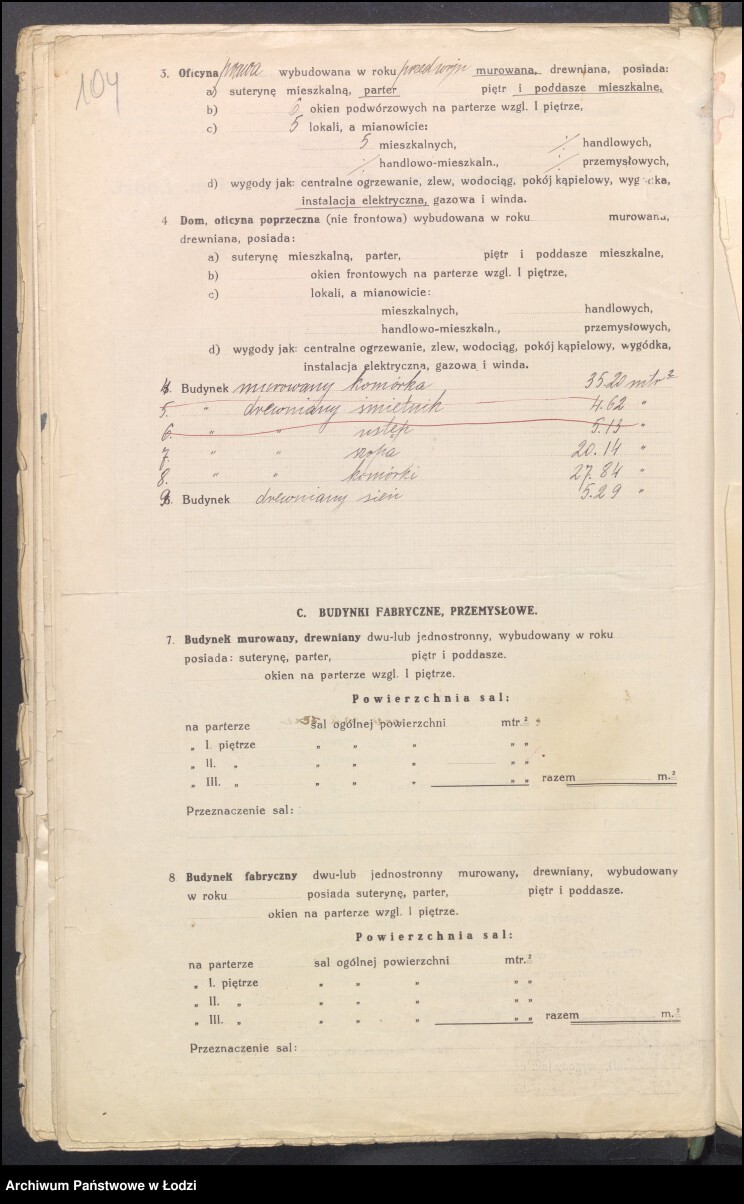 104
3. Oficyna prawa wybudowana w roku przed wojn murowana, drewniana, posiada:
a) suterynę mieszkalną, parter piętr i poddasze mieszkalne,
b) 6 okien podwórzowych na parterze wzgl. I piętrze,
c) 5 lokali, a mianowicie:
5 mieszkalnych, ·/· handlowych,
·/· handlowo-mieszkaln., ·/· przemysłowych,
d) wygody jak: centralne ogrzewanie, zlew, wodociąg, pokój kąpielowy, wygódka,
instalacja elektryczna, gazowa i winda.
4 Dom, oficyna poprzeczna (nie frontowa) wybudowana w roku murowana,
drewniana, posiada:
a) suterynę mieszkalną, parter, piętr i poddasze mieszkalne,
b) okien frontowych na parterze wzgl. I piętrze,
c) lokali, a mianowicie:
mieszkalnych, handlowych,
handlowo-mieszkaln., przemysłowych,
d) wygody jak: centralne ogrzewanie, zlew, wodociąg, pokój kąpielowy, wygódka,
instalacja elektryczna, gazowa i winda.
4. Budynek murowany komórka 35.20 mtr²
5. " drewniany śmietnik 4.62 "
6. " " ustęp 5.13 "
7. " " szopa 20.14 "
8. " " komórki 27.84 "
9. Budynek drewniany sień 5.29 "
C. BUDYNKI FABRYCZNE, PRZEMYSŁOWE.
7. Budynek murowany, drewniany dwu-lub jednostronny, wybudowany w roku
posiada: suterynę, parter, piętr i poddasze.
okien na parterze wzgl. I piętrze.
Powierzchnia sal:
na parterze sal ogólnej powierzchni mtr.²
„ I. piętrze „ „ „ „ „
„ II. „ „ „ „ „ „
„ III. „ „ „ „ „ „ razem m.²
Przeznaczenie sal:
8 Budynek fabryczny dwu-lub jednostronny murowany, drewniany, wybudowany
w roku posiada suterynę, parter, piętr i poddasze.
okien na parterze wzgl. I piętrze.
Powierzchnia sal:
na parterze sal ogólnej powierzchni mtr.²
„ I. piętrze „ „ „ „ „
„ II. „ „ „ „ „ „
„ III. „ „ „ „ „ „ razem m.²
Przeznaczenie sal:
Archiwum Państwowe w Łodzi